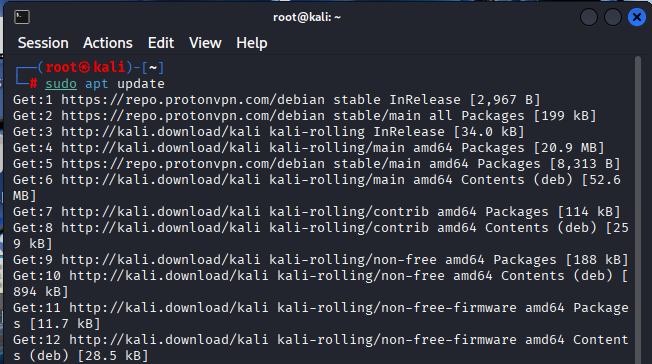 root@kali: ~
Session Actions Edit View Help
┌──(root㉿kali)-[~]
└─# sudo apt update
Get:1 https://repo.protonvpn.com/debian stable InRelease [2,967 B]
Get:2 https://repo.protonvpn.com/debian stable/main all Packages [199 kB]
Get:3 http://kali.download/kali kali-rolling InRelease [34.0 kB]
Get:4 http://kali.download/kali kali-rolling/main amd64 Packages [20.9 MB]
Get:5 https://repo.protonvpn.com/debian stable/main amd64 Packages [8,313 B]
Get:6 http://kali.download/kali kali-rolling/main amd64 Contents (deb) [52.6
MB]
Get:7 http://kali.download/kali kali-rolling/contrib amd64 Packages [114 kB]
Get:8 http://kali.download/kali kali-rolling/contrib amd64 Contents (deb) [25
9 kB]
Get:9 http://kali.download/kali kali-rolling/non-free amd64 Packages [188 kB]
Get:10 http://kali.download/kali kali-rolling/non-free amd64 Contents (deb) [
894 kB]
Get:11 http://kali.download/kali kali-rolling/non-free-firmware amd64 Package
s [11.7 kB]
Get:12 http://kali.download/kali kali-rolling/non-free-firmware amd64 Content
s (deb) [28.5 kB]